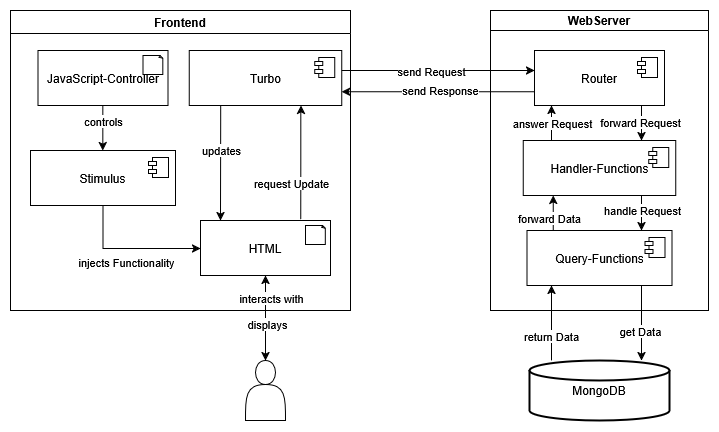 Frontend
WebServer
JavaScript-Controller
Turbo
send Request
Router
send Response
controls
answer Request
forward Request
updates
Stimulus
Handler-Functions
request Update
forward Data
handle Request
HTML
injects Functionality
Query-Functions
interacts with
displays
return Data
get Data
MongoDB